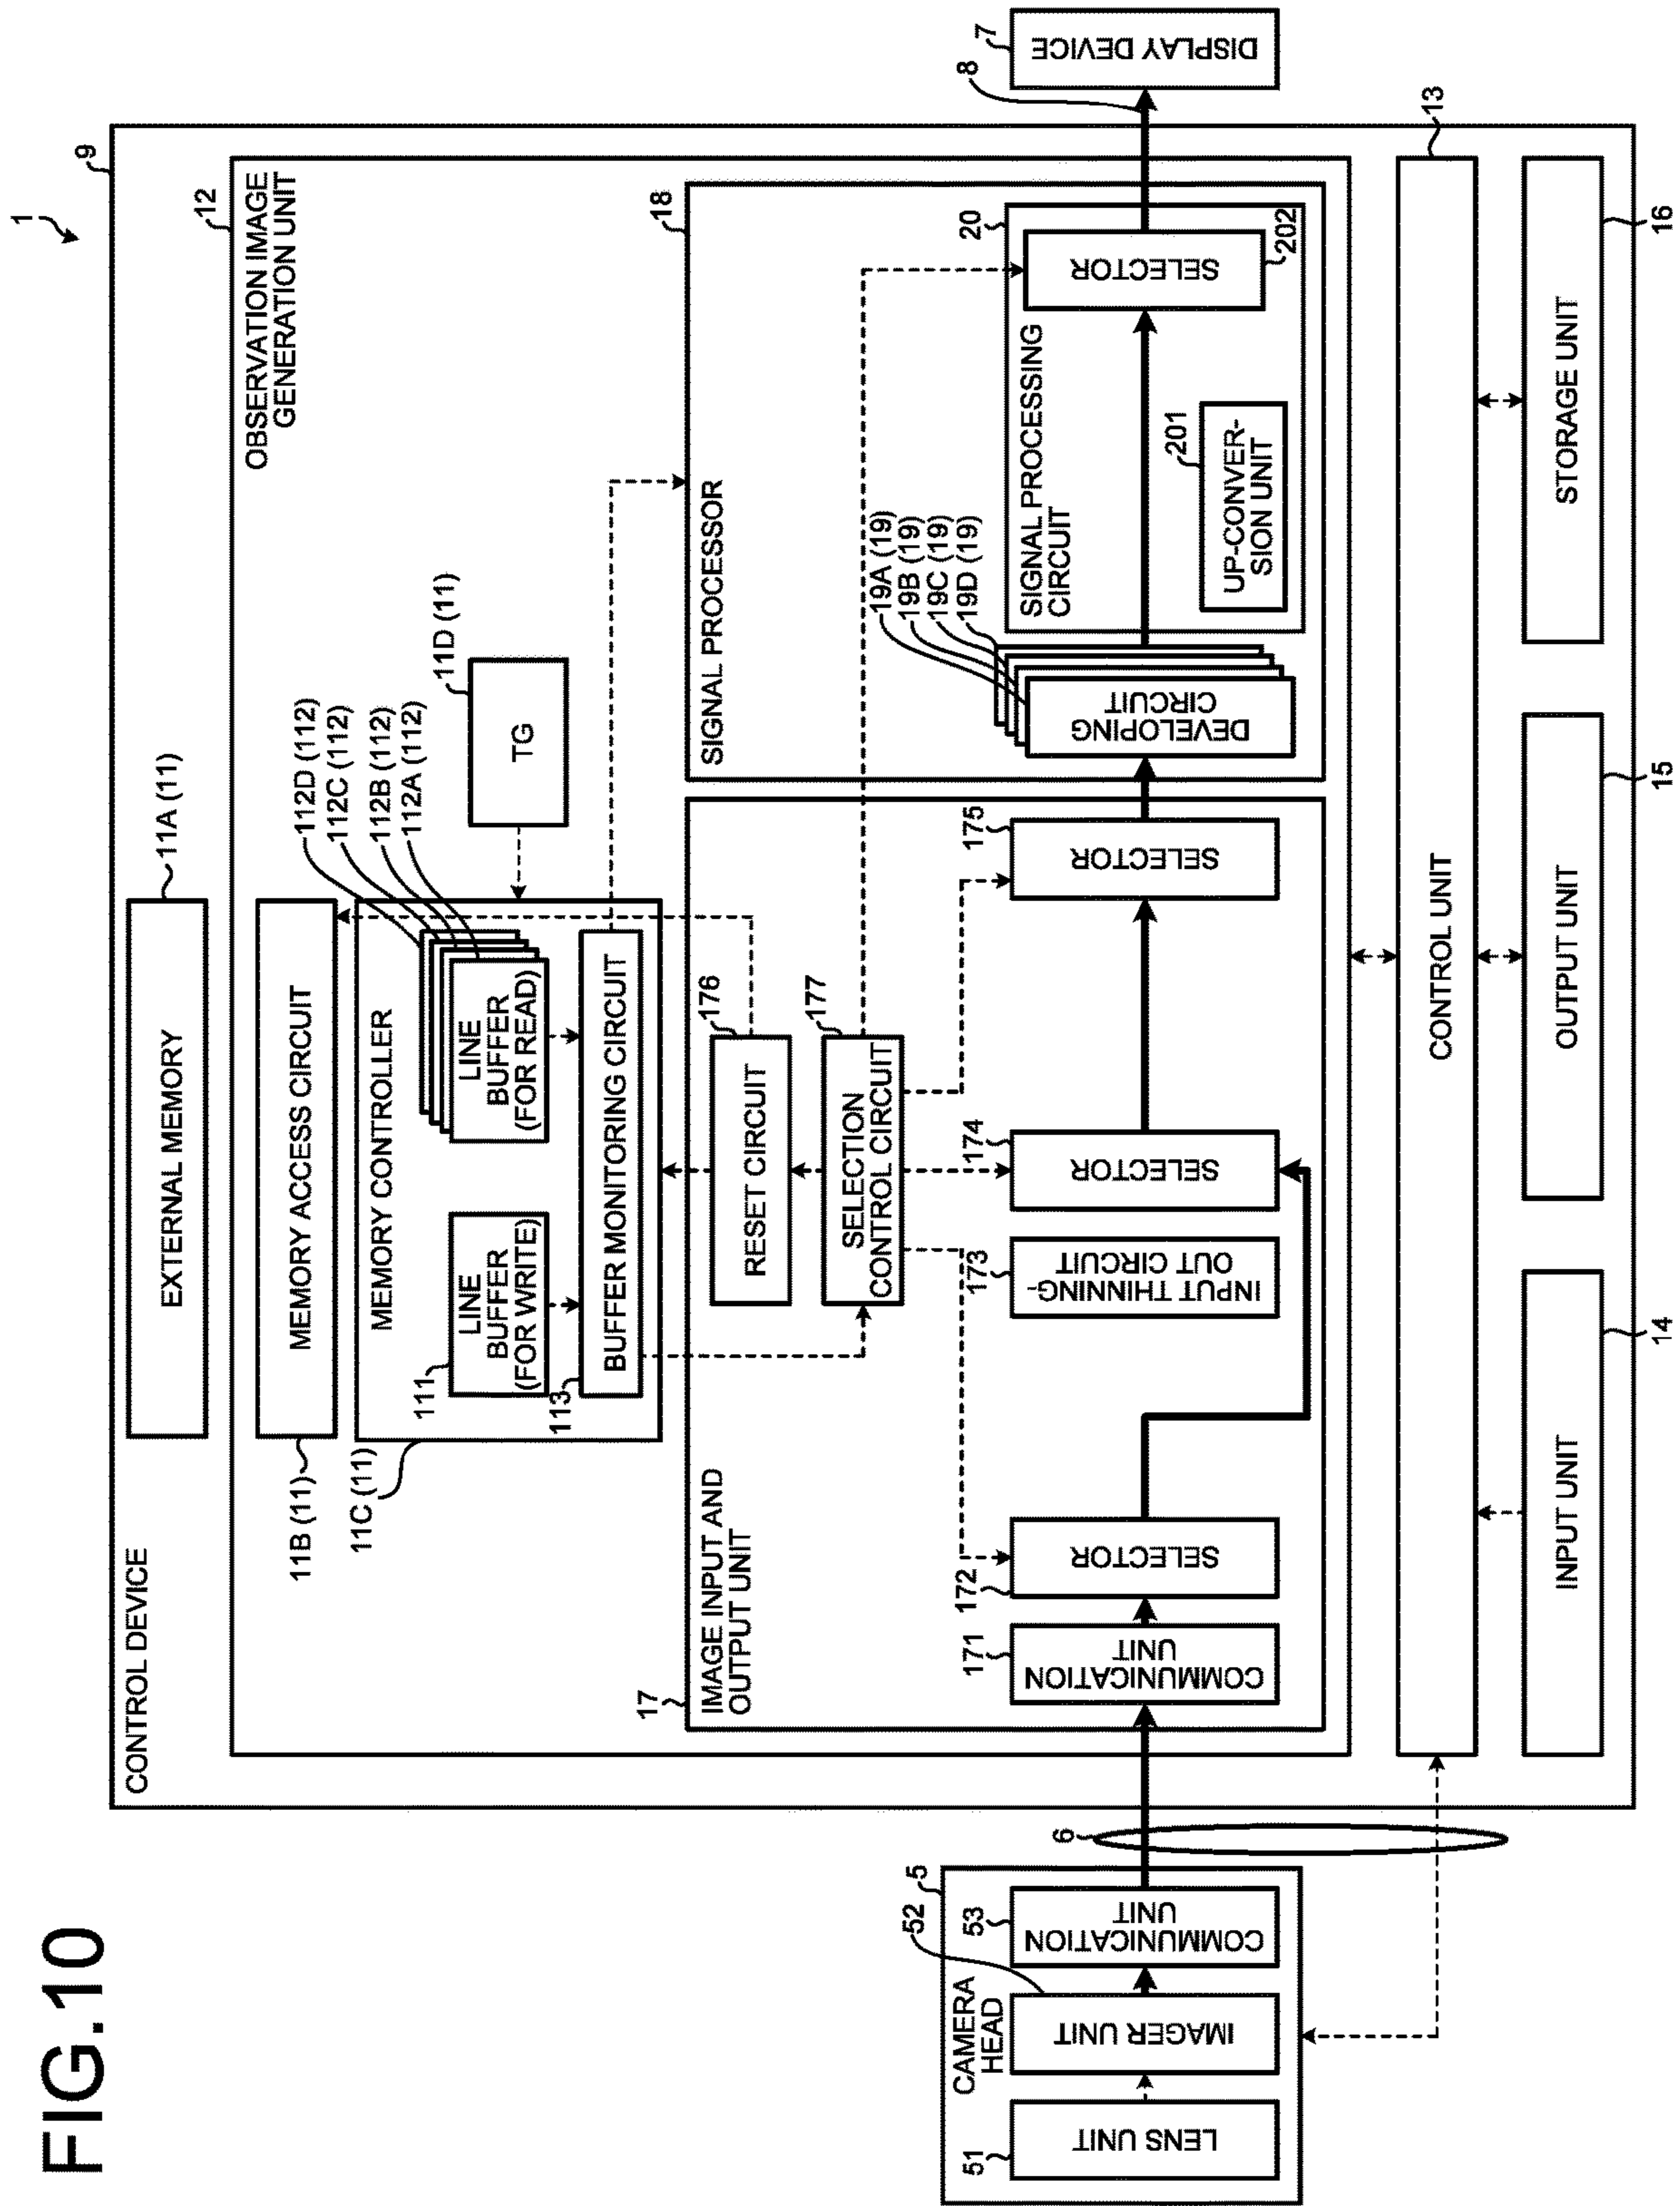 FIG.10
1
9
CONTROL DEVICE
EXTERNAL MEMORY
11A (11)
12
OBSERVATION IMAGE
GENERATION UNIT
MEMORY ACCESS CIRCUIT
11B (11)
MEMORY CONTROLLER
11C (11)
111
LINE
BUFFER
(FOR WRITE)
LINE
BUFFER
(FOR READ)
112D (112)
112C (112)
112B (112)
112A (112)
113
BUFFER MONITORING CIRCUIT
TG
11D (11)
17
IMAGE INPUT AND
OUTPUT UNIT
RESET CIRCUIT
176
SELECTION
CONTROL CIRCUIT
177
171
COMMUNICATION
UNIT
172
SELECTOR
173
INPUT THINNING-
OUT CIRCUIT
174
SELECTOR
175
SELECTOR
18
SIGNAL PROCESSOR
19A (19)
19B (19)
19C (19)
19D (19)
DEVELOPING
CIRCUIT
20
SIGNAL PROCESSING
CIRCUIT
201
UP-CONVER-
SION UNIT
SELECTOR
202
8
7
DISPLAY DEVICE
5
CAMERA
HEAD
51
LENS UNIT
52
IMAGER UNIT
53
COMMUNICATION
UNIT
6
CONTROL UNIT
13
INPUT UNIT
14
OUTPUT UNIT
15
STORAGE UNIT
16